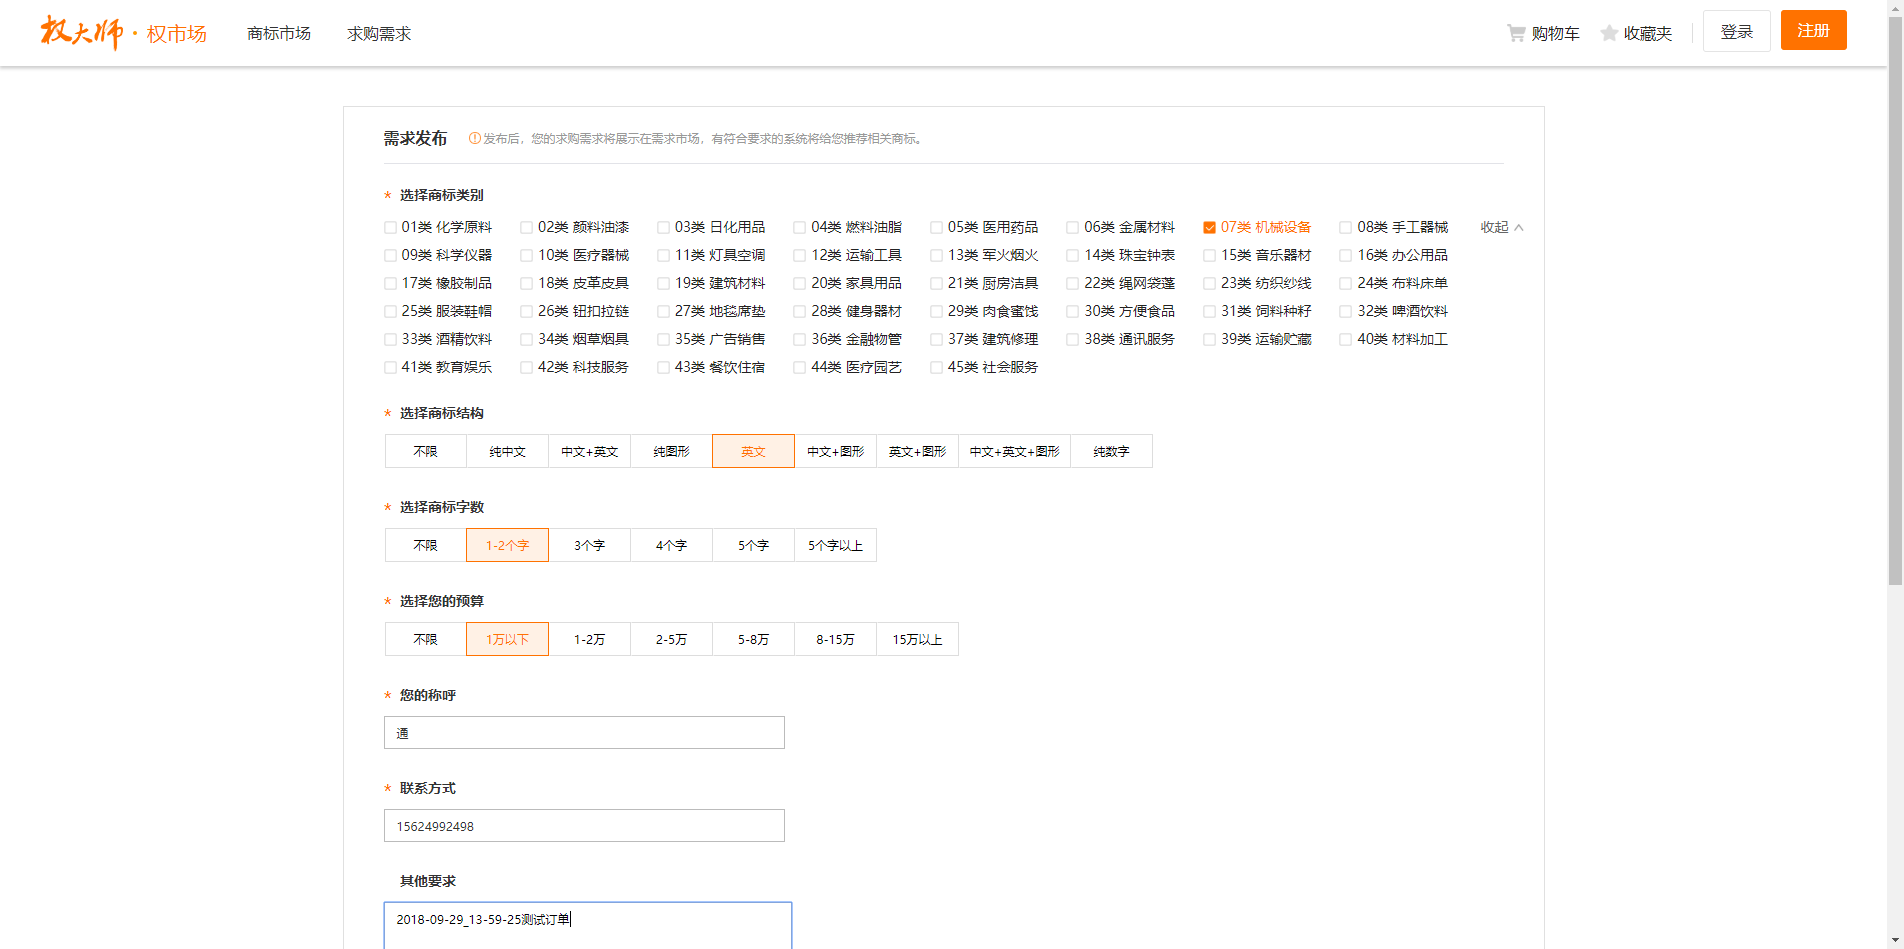 权大师·权市场 商标市场 求购需求 购物车 收藏夹 登录 注册
需求发布 发布后，您的求购需求将展示在需求市场，有符合要求的系统将给您推荐相关商标。
* 选择商标类别
01类 化学原料 02类 颜料油漆 03类 日化用品 04类 燃料油脂 05类 医用药品 06类 金属材料 07类 机械设备 08类 手工器械 收起
09类 科学仪器 10类 医疗器械 11类 灯具空调 12类 运输工具 13类 军火烟火 14类 珠宝钟表 15类 音乐器材 16类 办公用品
17类 橡胶制品 18类 皮革皮具 19类 建筑材料 20类 家具用品 21类 厨房洁具 22类 绳网袋蓬 23类 纺织纱线 24类 布料床单
25类 服装鞋帽 26类 钮扣拉链 27类 地毯席垫 28类 健身器材 29类 肉食蜜饯 30类 方便食品 31类 饲料种籽 32类 啤酒饮料
33类 酒精饮料 34类 烟草烟具 35类 广告销售 36类 金融物管 37类 建筑修理 38类 通讯服务 39类 运输贮藏 40类 材料加工
41类 教育娱乐 42类 科技服务 43类 餐饮住宿 44类 医疗园艺 45类 社会服务
* 选择商标结构
不限 纯中文 中文+英文 纯图形 英文 中文+图形 英文+图形 中文+英文+图形 纯数字
* 选择商标字数
不限 1-2个字 3个字 4个字 5个字 5个字以上
* 选择您的预算
不限 1万以下 1-2万 2-5万 5-8万 8-15万 15万以上
* 您的称呼
通
* 联系方式
15624992498
其他要求
2018-09-29_13-59-25测试订单